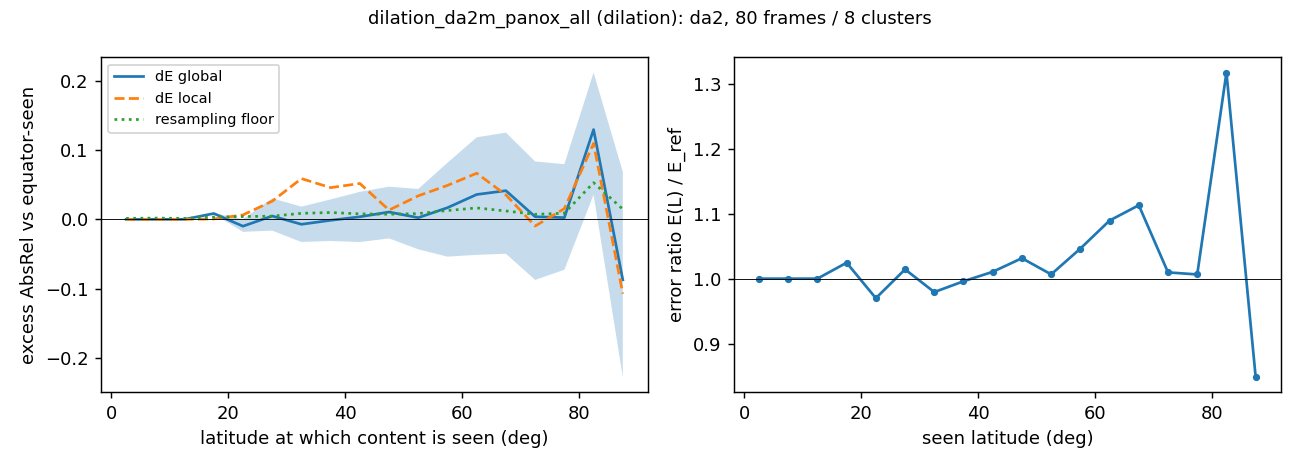 dilation_da2m_panox_all (dilation): da2, 80 frames / 8 clusters
excess AbsRel vs equator-seen
0.2
0.1
0.0
−0.1
−0.2
dE global
dE local
resampling floor
0
20
40
60
80
latitude at which content is seen (deg)
error ratio E(L) / E_ref
1.3
1.2
1.1
1.0
0.9
0
20
40
60
80
seen latitude (deg)